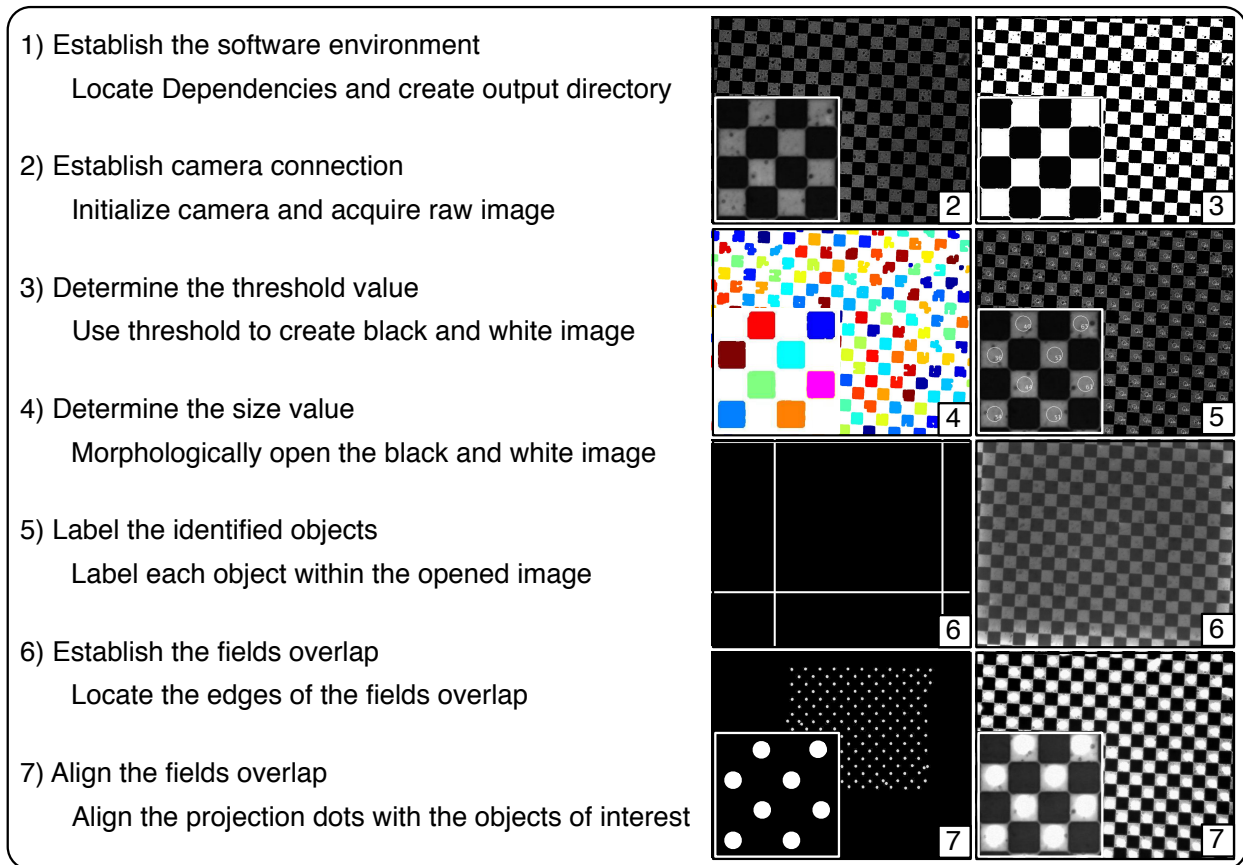 1) Establish the software environment
Locate Dependencies and create output directory
2) Establish camera connection
Initialize camera and acquire raw image
3) Determine the threshold value
Use threshold to create black and white image
4) Determine the size value
Morphologically open the black and white image
5) Label the identified objects
Label each object within the opened image
6) Establish the fields overlap
Locate the edges of the fields overlap
7) Align the fields overlap
Align the projection dots with the objects of interest
2
3
4
5
6
6
7
7